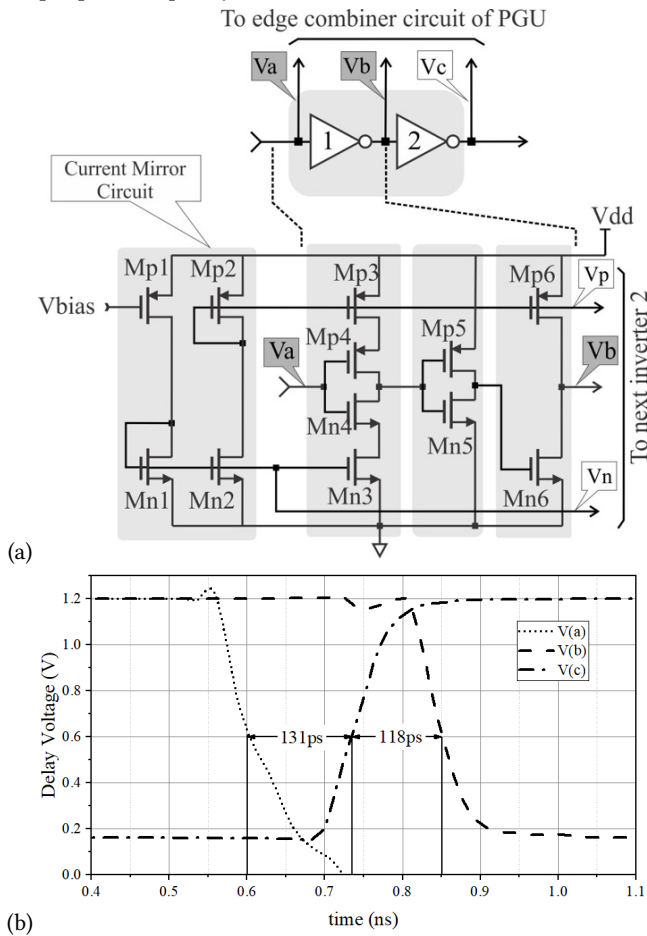 To edge combiner circuit of PGU
Va
Vb
Vc
1
2
Current Mirror
Circuit
Vdd
Mp1
Mp2
Mp3
Mp6
Vp
Vbias
Mp4
Mp5
Va
Vb
Mn4
Mn5
Vn
Mn1
Mn2
Mn3
Mn6
To next inverter 2
(a)
1.2
1.0
0.8
0.6
0.4
0.2
0.0
Delay Voltage (V)
V(a)
V(b)
V(c)
131ps
118ps
0.4
0.5
0.6
0.7
0.8
0.9
1.0
1.1
time (ns)
(b)